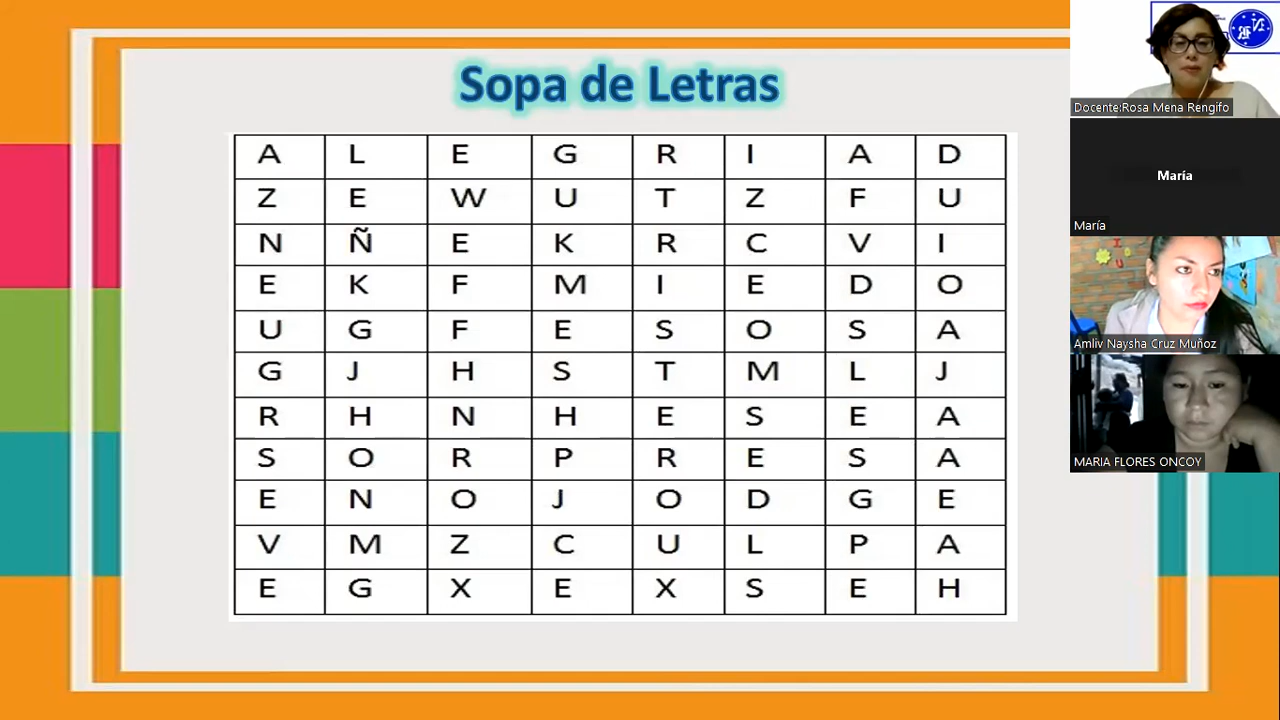 Sopa de Letras
A L E G R I A D
Z E W U T Z F U
N Ñ E K R C V I
E K F M I E D O
U G F E S O S A
G J H S T M L J
R H N H E S E A
S O R P R E S A
E N O J O D G E
V M Z C U L P A
E G X E X S E H
Docente:Rosa Mena Rengifo
María
María
Amliv Naysha Cruz Muñoz
MARIA FLORES ONCOY